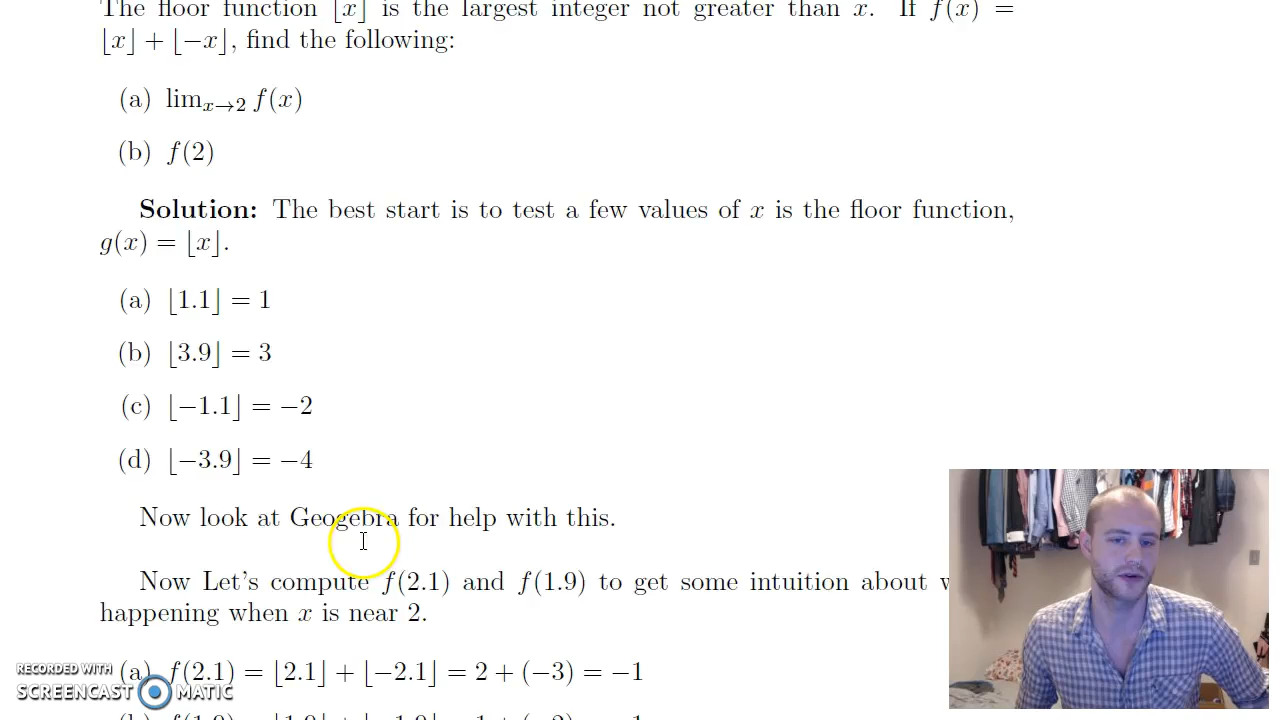 The floor function ⌊x⌋ is the largest integer not greater than x. If f(x) =
⌊x⌋ + ⌊−x⌋, find the following:
(a) lim_{x→2} f(x)
(b) f(2)
Solution: The best start is to test a few values of x is the floor function,
g(x) = ⌊x⌋.
(a) ⌊1.1⌋ = 1
(b) ⌊3.9⌋ = 3
(c) ⌊−1.1⌋ = −2
(d) ⌊−3.9⌋ = −4
Now look at Geogebra for help with this.
Now Let's compute f(2.1) and f(1.9) to get some intuition about
happening when x is near 2.
(a) f(2.1) = ⌊2.1⌋ + ⌊−2.1⌋ = 2 + (−3) = −1
RECORDED WITH
SCREENCAST MATIC